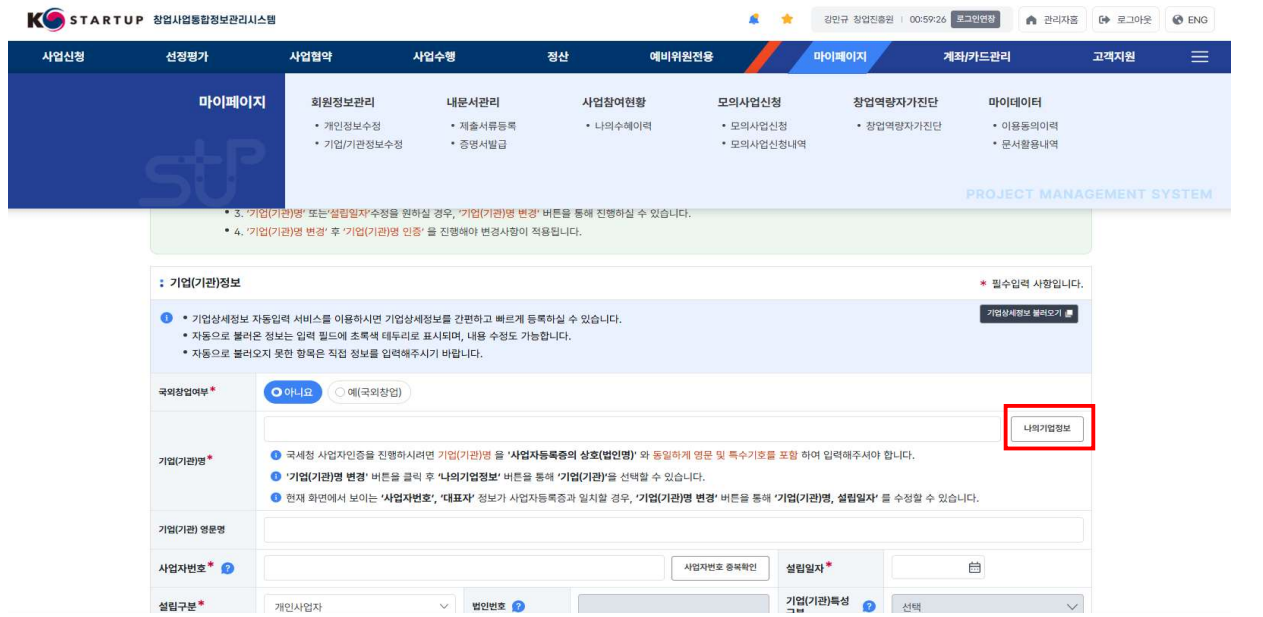 K STARTUP 창업사업통합정보관리시스템
강민규 창업진흥원 | 00:59:26 로그인연장 관리자홈 로그아웃 ENG
사업신청 선정평가 사업협약 사업수행 정산 예비위원전용 마이페이지 계좌/카드관리 고객지원
마이페이지 회원정보관리 내문서관리 사업참여현황 모의사업신청 창업역량자가진단 마이데이터
• 개인정보수정 • 제출서류등록 • 나의수혜이력 • 모의사업신청 • 창업역량자가진단 • 이용동의이력
• 기업/기관정보수정 • 증명서발급 • 모의사업신청내역 • 문서활용내역
stup
PROJECT MANAGEMENT SYSTEM
• 3. '기업(기관)명' 또는'설립일자'수정을 원하실 경우, '기업(기관)명 변경' 버튼을 통해 진행하실 수 있습니다.
• 4. '기업(기관)명 변경' 후 '기업(기관)명 인증' 을 진행해야 변경사항이 적용됩니다.
기업(기관)정보 * 필수입력 사항입니다.
• 기업상세정보 자동입력 서비스를 이용하시면 기업상세정보를 간편하고 빠르게 등록하실 수 있습니다. 기업상세정보 불러오기
• 자동으로 불러온 정보는 입력 필드에 초록색 테두리로 표시되며, 내용 수정도 가능합니다.
• 자동으로 불러오지 못한 항목은 직접 정보를 입력해주시기 바랍니다.
국외창업여부* 아니요 예(국외창업)
나의기업정보
기업(기관)명*
국세청 사업자인증을 진행하시려면 기업(기관)명 을 '사업자등록증의 상호(법인명)' 와 동일하게 영문 및 특수기호를 포함 하여 입력해주셔야 합니다.
'기업(기관)명 변경' 버튼을 클릭 후 '나의기업정보' 버튼을 통해 '기업(기관)'을 선택할 수 있습니다.
현재 화면에서 보이는 '사업자번호', '대표자' 정보가 사업자등록증과 일치할 경우, '기업(기관)명 변경' 버튼을 통해 '기업(기관)명, 설립일자' 를 수정할 수 있습니다.
기업(기관) 영문명
사업자번호* ? 사업자번호 중복확인 설립일자*
설립구분* 개인사업자 법인번호 ? 기업(기관)특성 ? 선택
구분